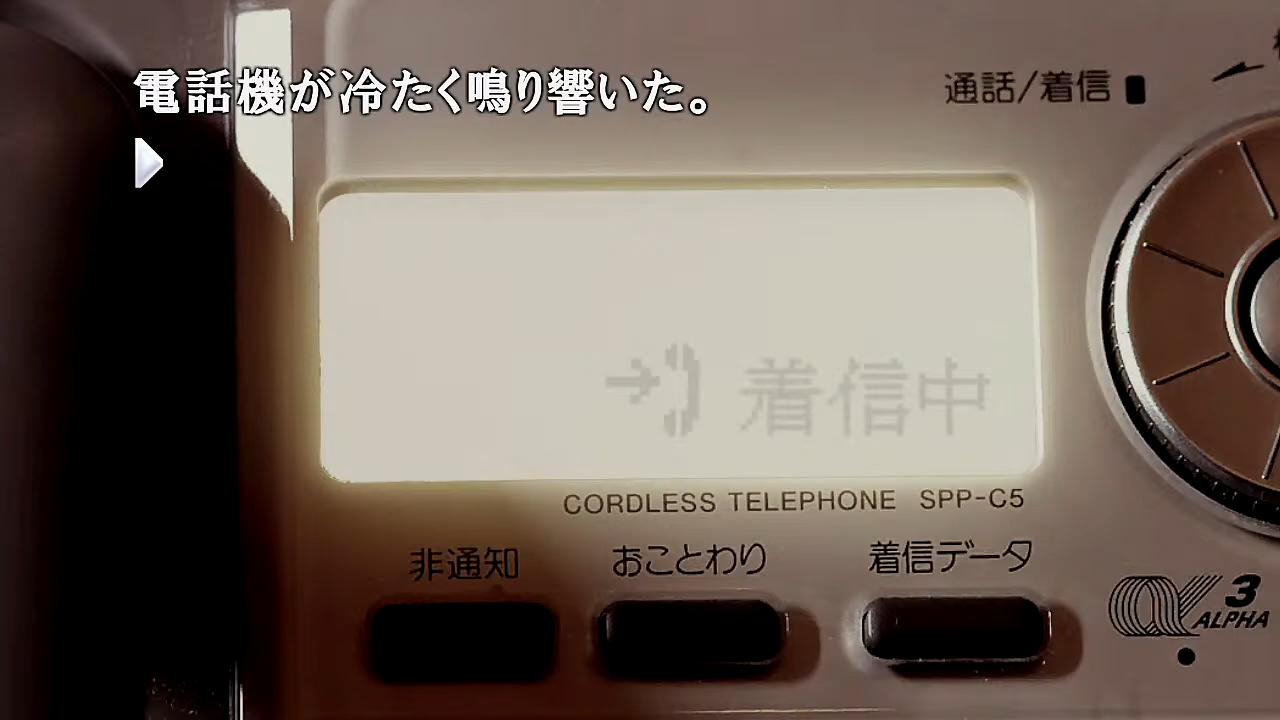 電話機が冷たく鳴り響いた。
通話/着信
着信中
CORDLESS TELEPHONE SPP-C5
非通知 おことわり 着信データ
α3 ALPHA